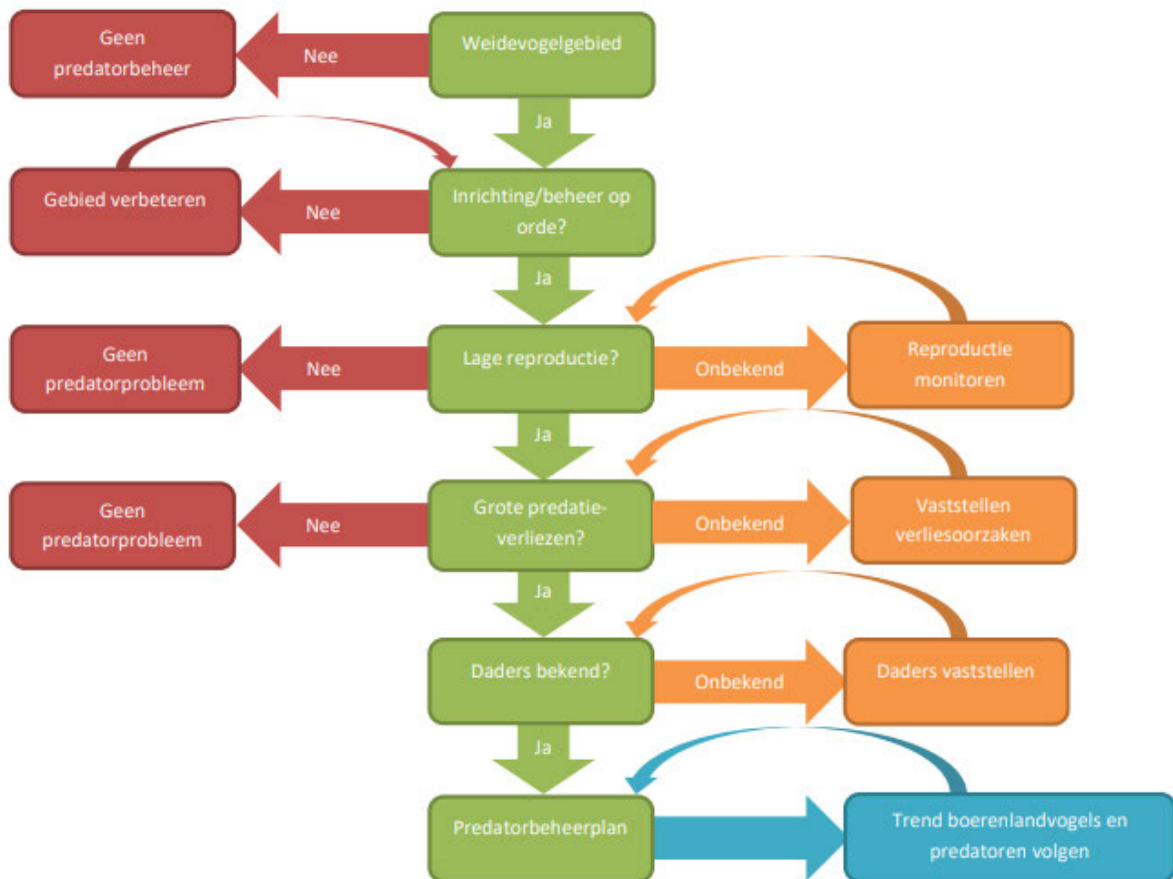 Geen
predatorbeheer
Nee
Weidevogelgebied
Ja
Gebied verbeteren
Nee
Inrichting/beheer op
orde?
Ja
Geen
predatorprobleem
Nee
Lage reproductie?
Onbekend
Reproductie
monitoren
Ja
Geen
predatorprobleem
Nee
Grote predatie-
verliezen?
Onbekend
Vaststellen
verliesoorzaken
Ja
Daders bekend?
Onbekend
Daders vaststellen
Ja
Predatorbeheerplan
Trend boerenlandvogels en
predatoren volgen